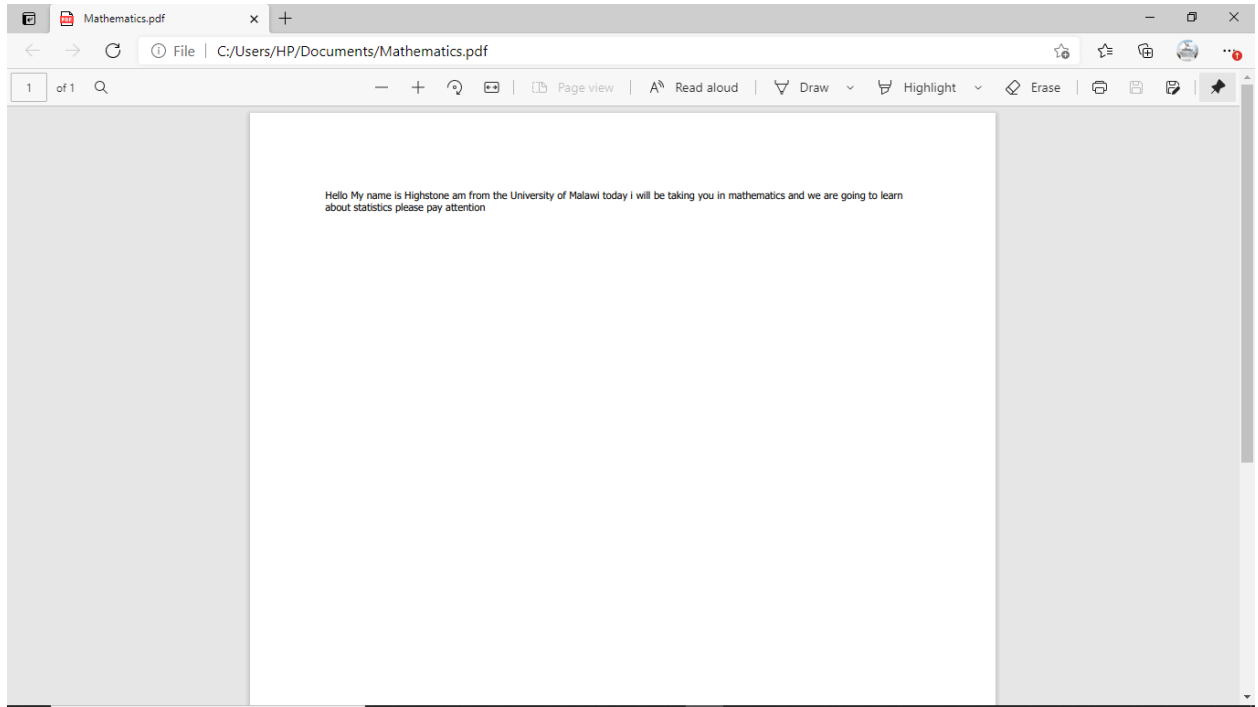 Mathematics.pdf
File | C:/Users/HP/Documents/Mathematics.pdf
1 of 1 Page view Read aloud Draw Highlight Erase
Hello My name is Highstone am from the University of Malawi today i will be taking you in mathematics and we are going to learn
about statistics please pay attention